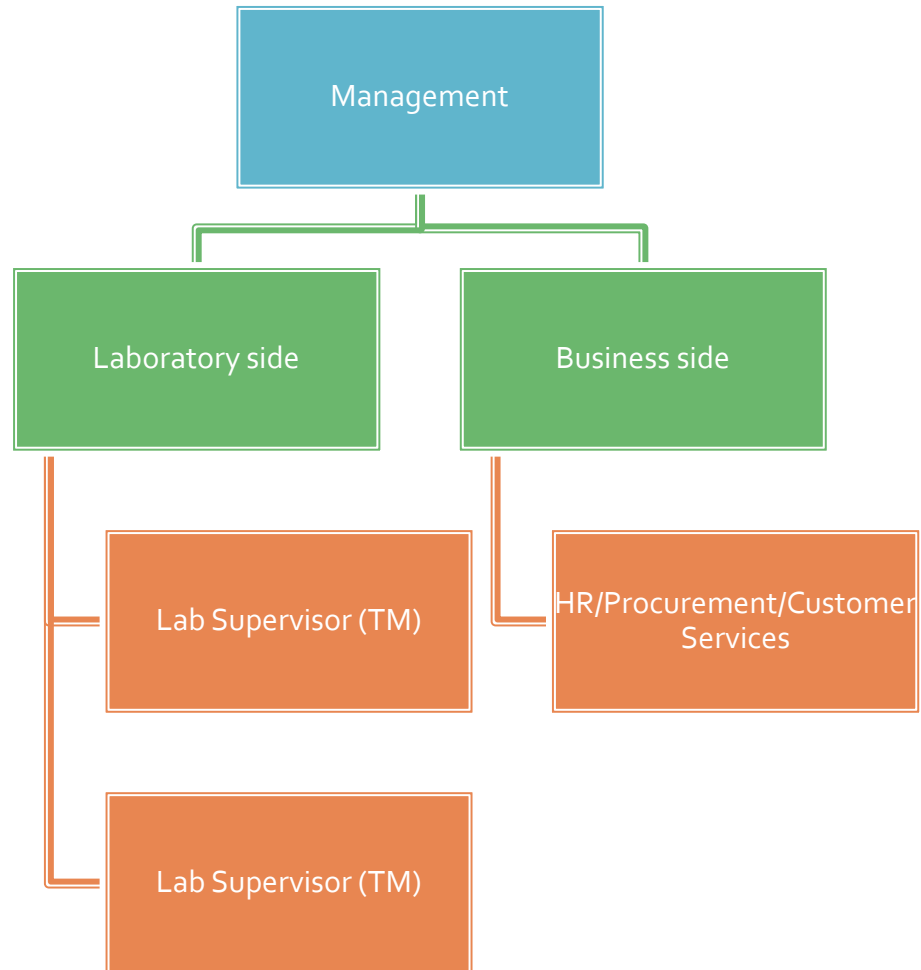 Management
Laboratory side
Business side
Lab Supervisor (TM)
HR/Procurement/Customer
Services
Lab Supervisor (TM)